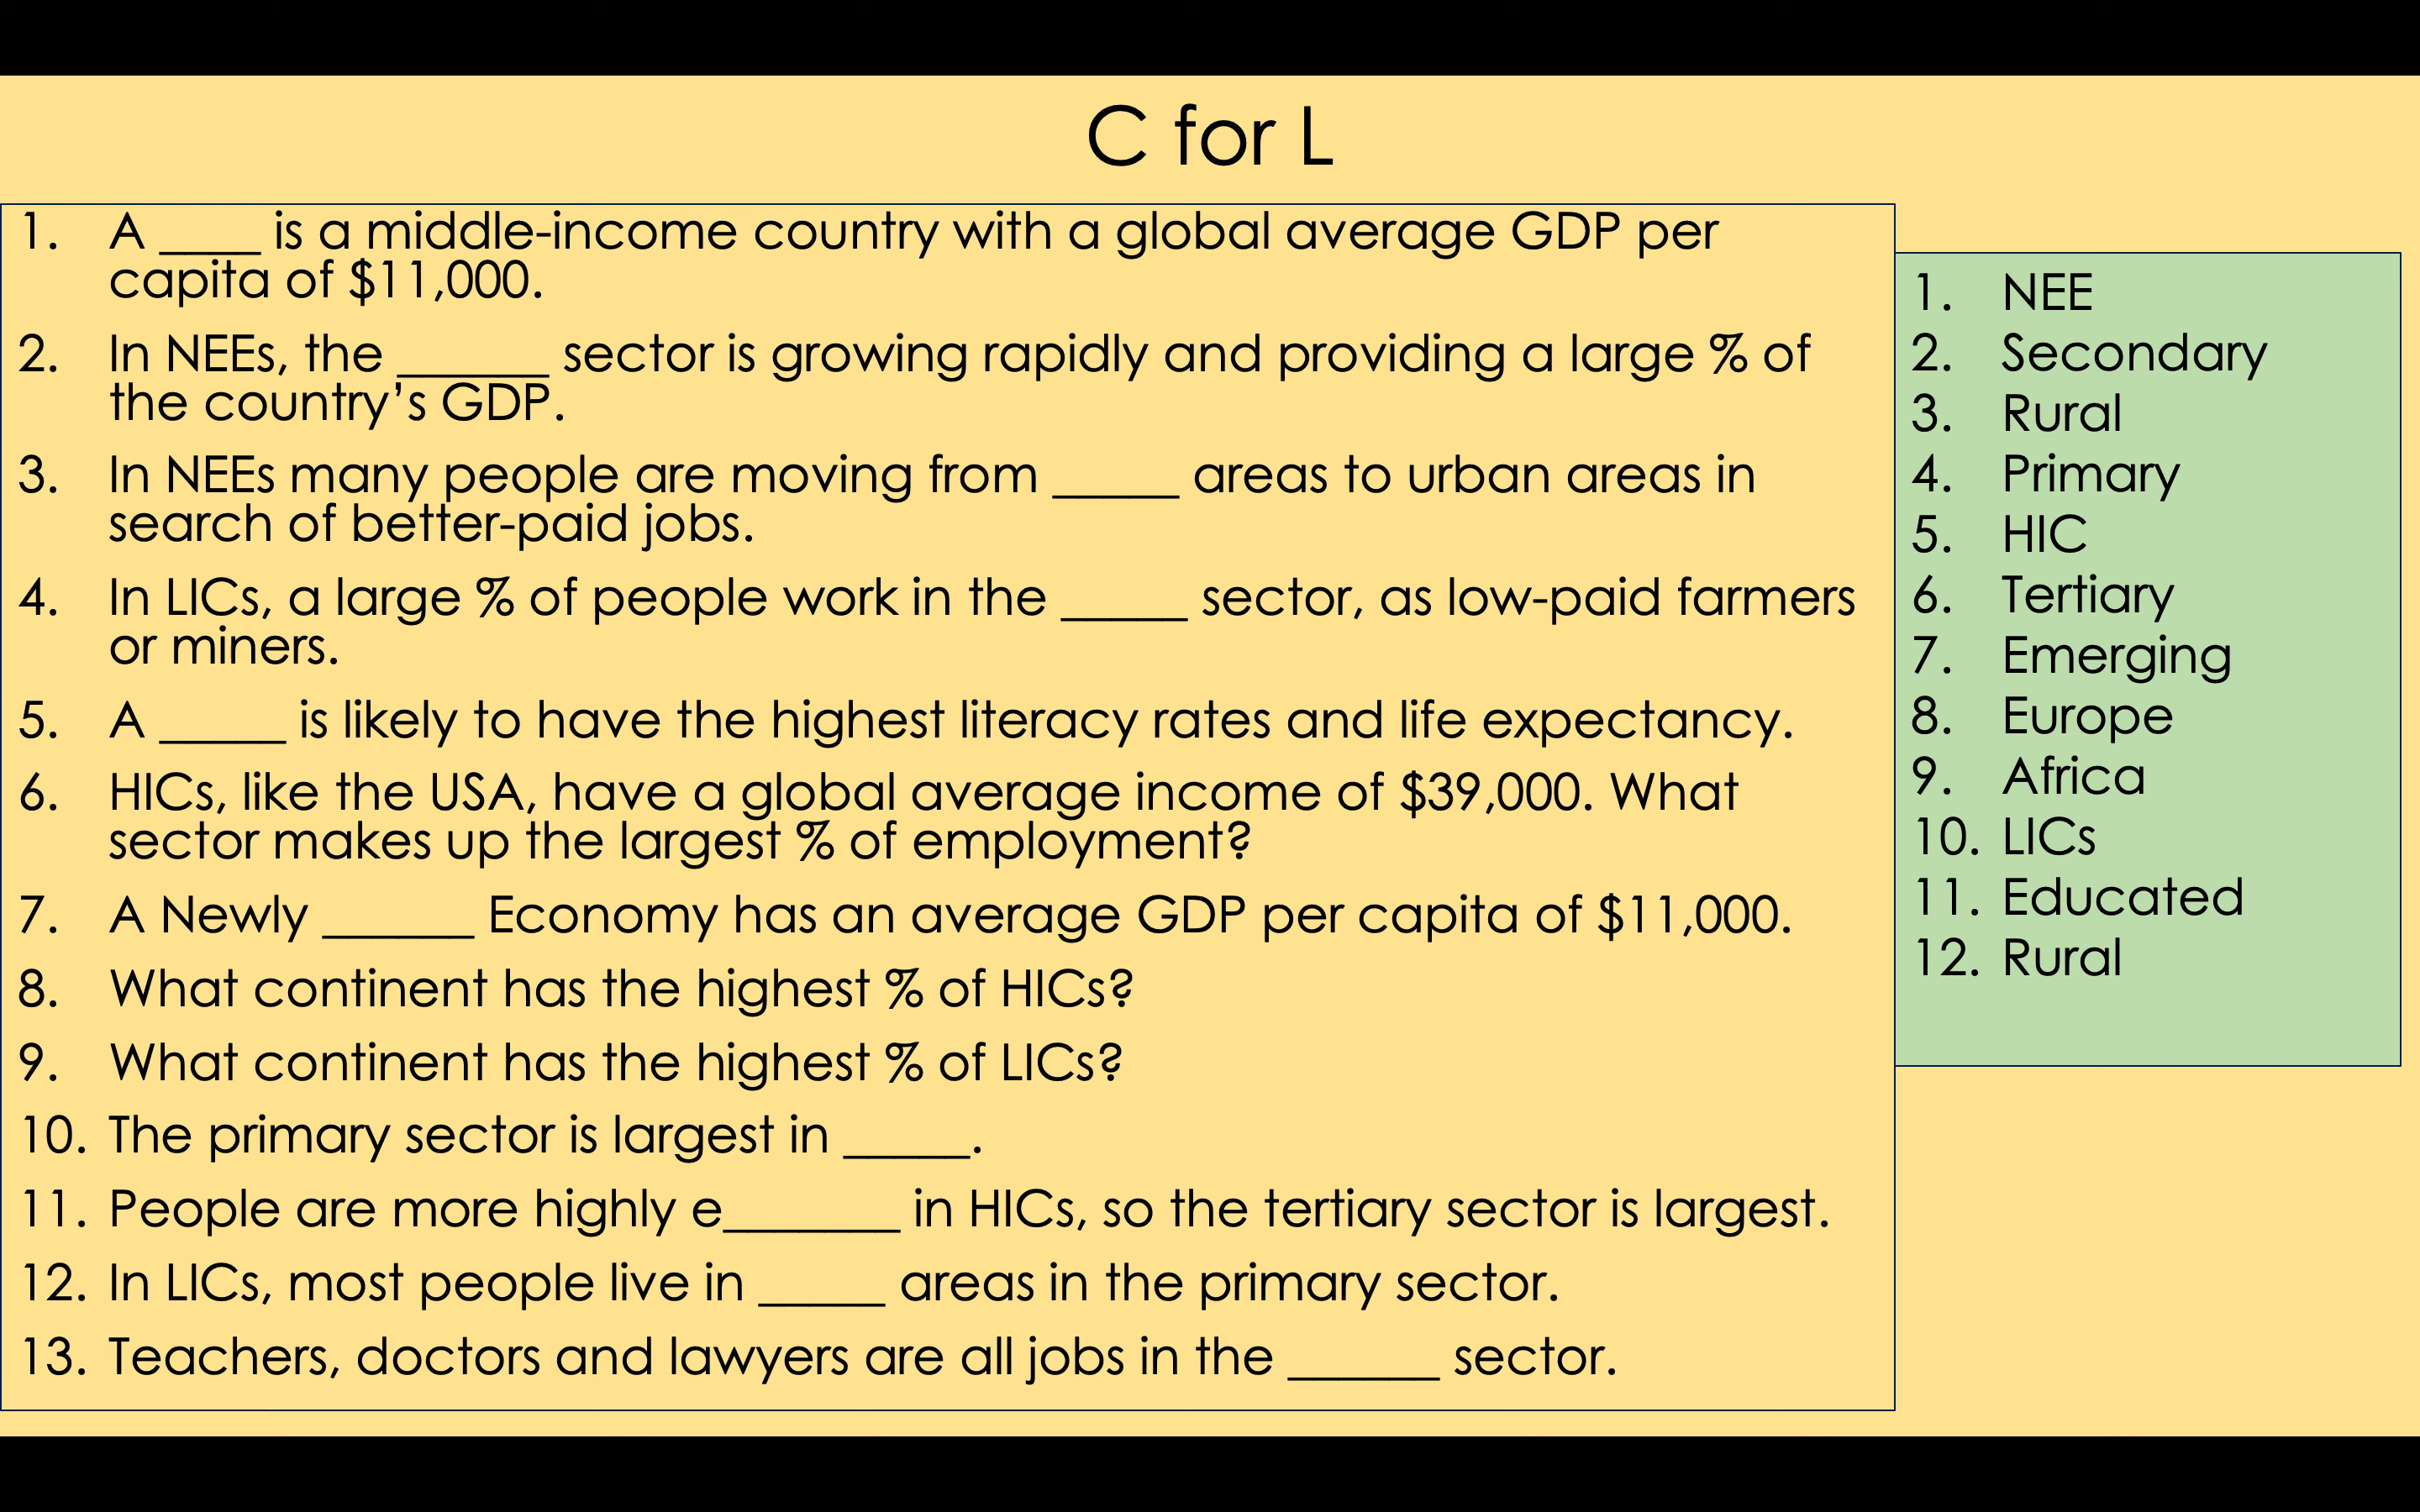 C for L
1. A ____ is a middle-income country with a global average GDP per
capita of $11,000.
2. In NEEs, the ______ sector is growing rapidly and providing a large % of
the country’s GDP.
3. In NEEs many people are moving from _____ areas to urban areas in
search of better-paid jobs.
4. In LICs, a large % of people work in the _____ sector, as low-paid farmers
or miners.
5. A _____ is likely to have the highest literacy rates and life expectancy.
6. HICs, like the USA, have a global average income of $39,000. What
sector makes up the largest % of employment?
7. A Newly ______ Economy has an average GDP per capita of $11,000.
8. What continent has the highest % of HICs?
9. What continent has the highest % of LICs?
10. The primary sector is largest in _____.
11. People are more highly e_______ in HICs, so the tertiary sector is largest.
12. In LICs, most people live in _____ areas in the primary sector.
13. Teachers, doctors and lawyers are all jobs in the ______ sector.
1. NEE
2. Secondary
3. Rural
4. Primary
5. HIC
6. Tertiary
7. Emerging
8. Europe
9. Africa
10. LICs
11. Educated
12. Rural